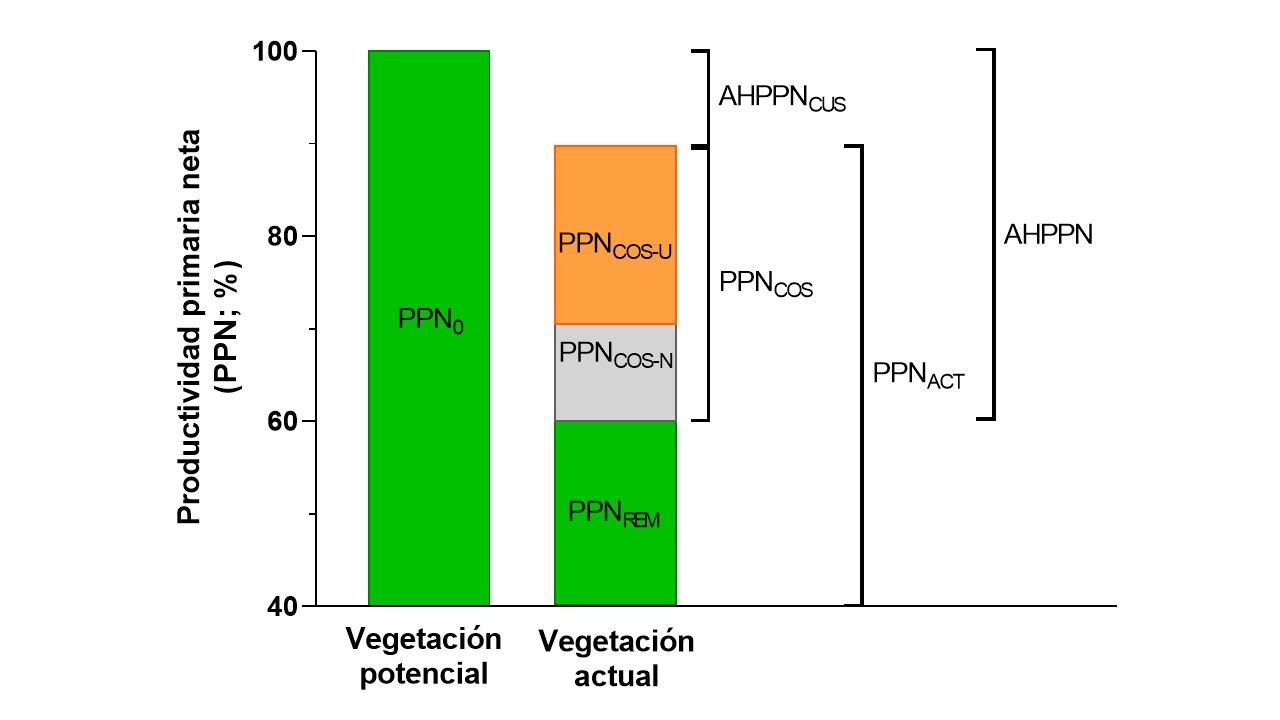 Productividad primaria neta
(PPN; %)
100
80
60
40
PPN0
PPNCOS-U
PPNCOS-N
PPNREM
AHPPNCUS
PPNCOS
PPNACT
AHPPN
Vegetación
potencial
Vegetación
actual